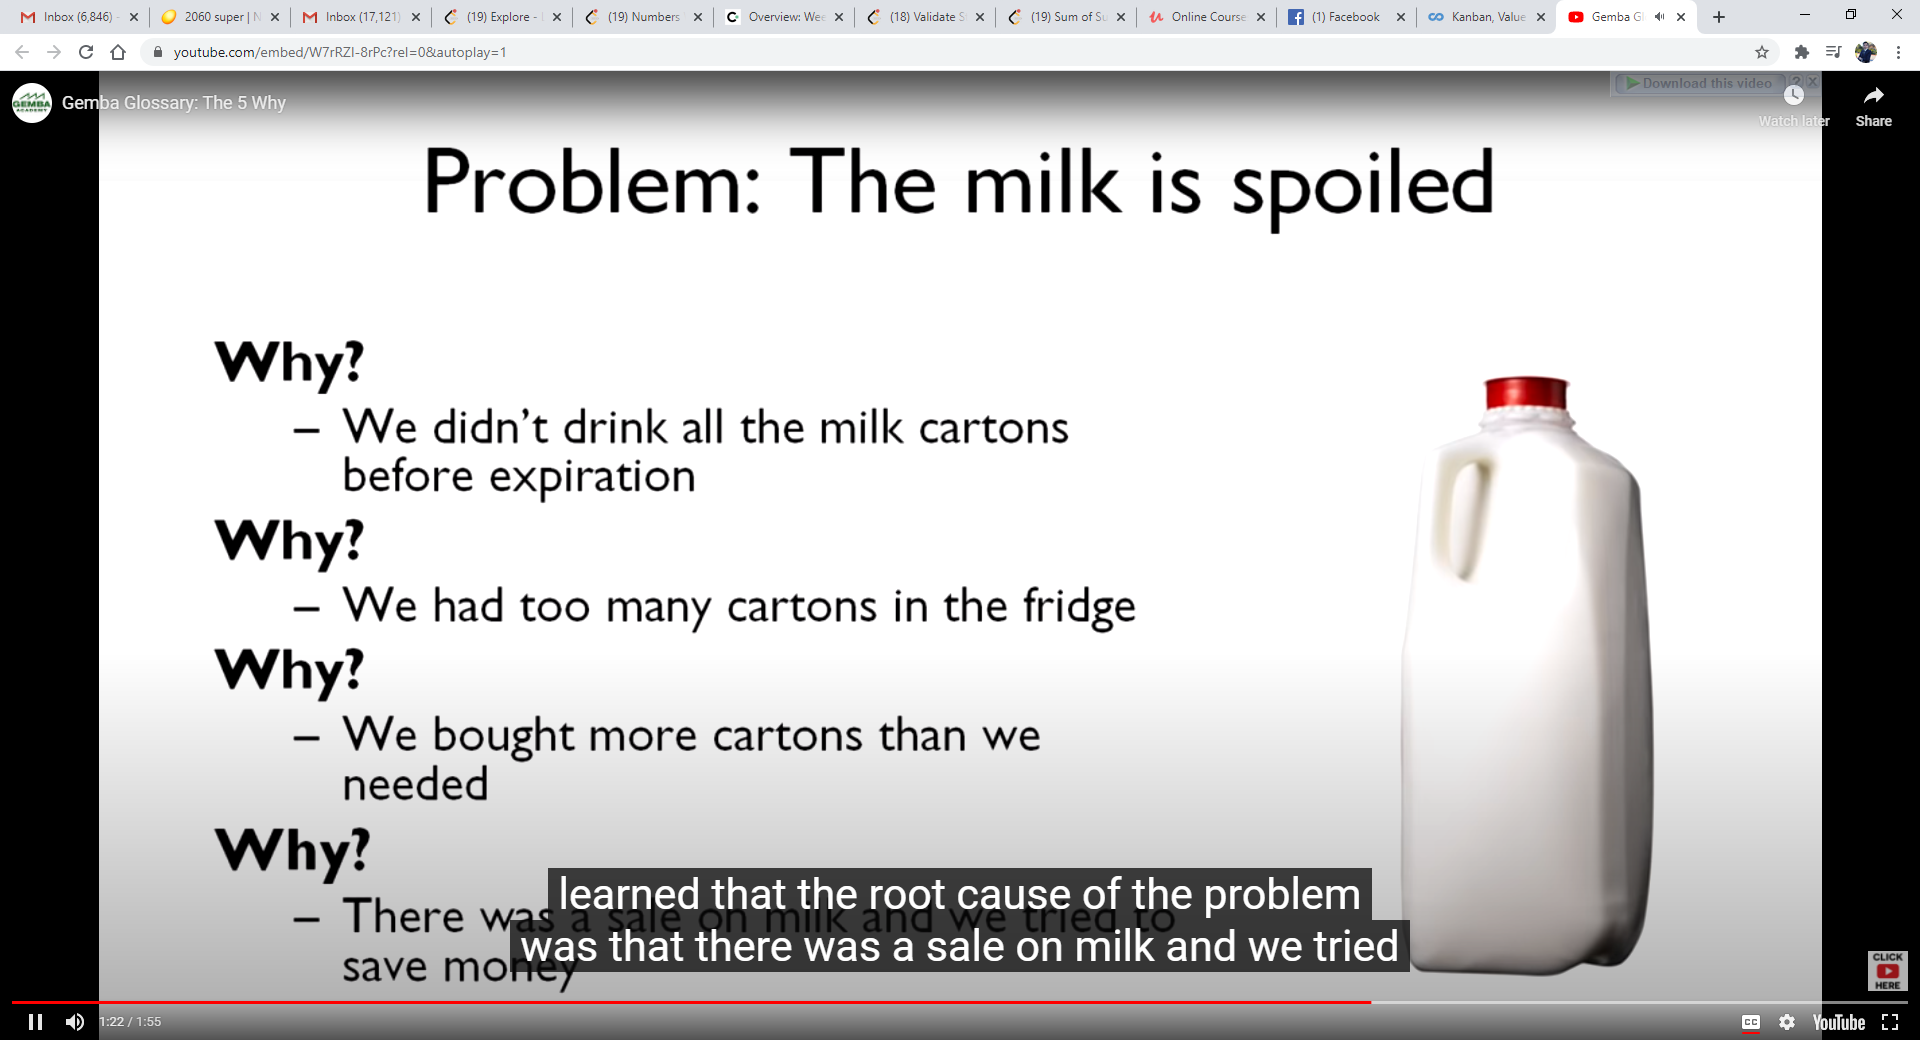 Inbox (6,846) -
2060 super | N
Inbox (17,121)
(19) Explore - 
(19) Numbers
Overview: Wee
(18) Validate S
(19) Sum of Su
Online Course
(1) Facebook
Kanban, Value
Gemba Gl
youtube.com/embed/W7rRZI-8rPc?rel=0&autoplay=1
GEMBA
ACADEMY
Gemba Glossary: The 5 Why
Download this video
?
Watch later
Share
Problem: The milk is spoiled
Why?
– We didn't drink all the milk cartons
before expiration
Why?
– We had too many cartons in the fridge
Why?
– We bought more cartons than we
needed
Why?
– There was a sale on milk and we tried to
save money
learned that the root cause of the problem
was that there was a sale on milk and we tried
CLICK
HERE
1:22 / 1:55
CC
YouTube